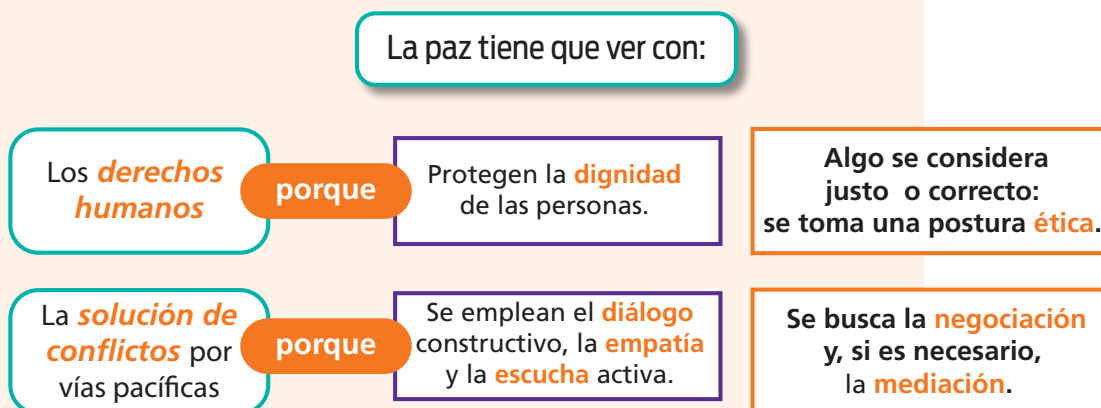 La paz tiene que ver con:
Los derechos
humanos
porque
Protegen la dignidad
de las personas.
Algo se considera
justo o correcto:
se toma una postura ética.
La solución de
conflictos por
vías pacíficas
porque
Se emplean el diálogo
constructivo, la empatía
y la escucha activa.
Se busca la negociación
y, si es necesario,
la mediación.